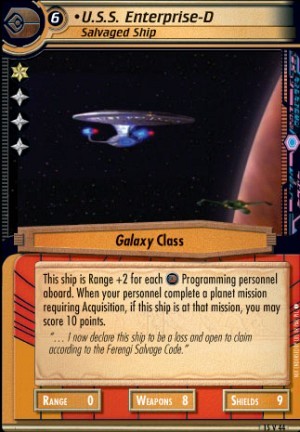 6
•U.S.S. Enterprise-D
Salvaged Ship
Galaxy Class
This ship is Range +2 for each Programming personnel
aboard. When your personnel complete a planet mission
requiring Acquisition, if this ship is at that mission, you may
score 10 points.
"… I now declare this ship to be a loss and open to claim
according to the Ferengi Salvage Code."
Range 0 Weapons 8 Shields 9
15 V 44